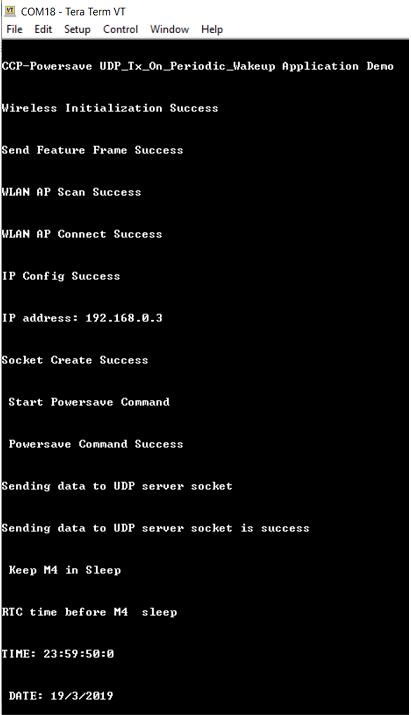 VT COM18 - Tera Term VT
File Edit Setup Control Window Help
CCP-Powersave UDP_Tx_On_Periodic_Wakeup Application Demo
Wireless Initialization Success
Send Feature Frame Success
WLAN AP Scan Success
WLAN AP Connect Success
IP Config Success
IP address: 192.168.0.3
Socket Create Success
Start Powersave Command
Powersave Command Success
Sending data to UDP server socket
Sending data to UDP server socket is success
Keep M4 in Sleep
RTC time before M4  sleep
TIME: 23:59:50:0
DATE: 19/3/2019